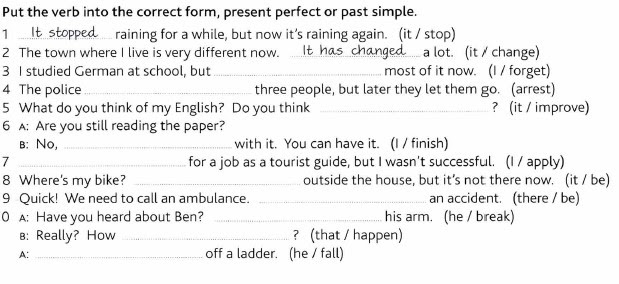 Put the verb into the correct form, present perfect or past simple.
1 It stopped raining for a while, but now it's raining again. (it / stop)
2 The town where I live is very different now. It has changed a lot. (it / change)
3 I studied German at school, but ........ most of it now. (I / forget)
4 The police ........ three people, but later they let them go. (arrest)
5 What do you think of my English? Do you think ........ ? (it / improve)
6 A: Are you still reading the paper?
B: No, ........ with it. You can have it. (I / finish)
7 ........ for a job as a tourist guide, but I wasn't successful. (I / apply)
8 Where's my bike? ........ outside the house, but it's not there now. (it / be)
9 Quick! We need to call an ambulance. ........ an accident. (there / be)
0 A: Have you heard about Ben? ........ his arm. (he / break)
B: Really? How ........ ? (that / happen)
A: ........ off a ladder. (he / fall)